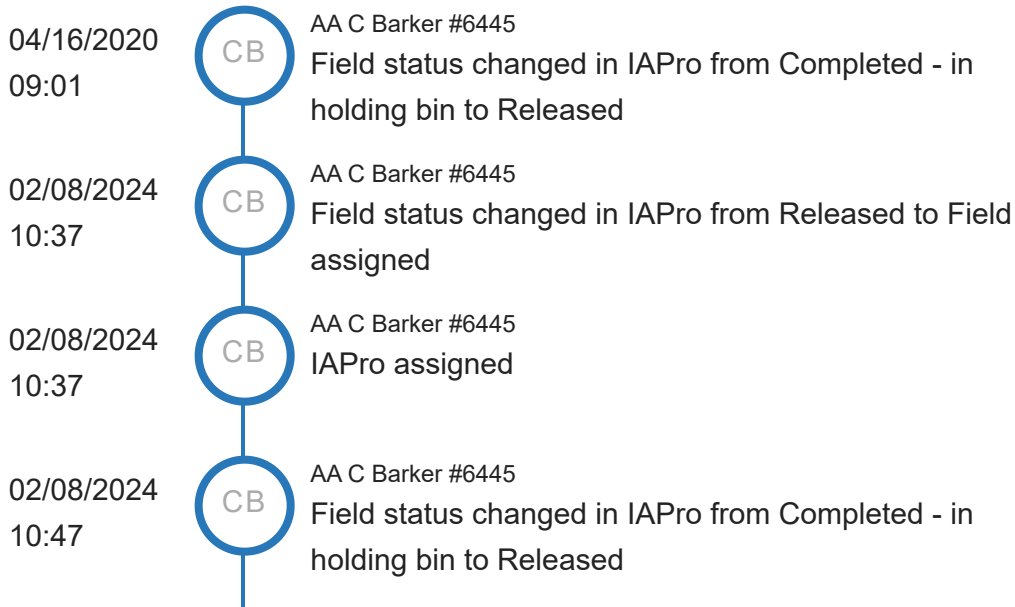 04/16/2020
09:01
CB
AA C Barker #6445
Field status changed in IAPro from Completed - in
holding bin to Released
02/08/2024
10:37
CB
AA C Barker #6445
Field status changed in IAPro from Released to Field
assigned
02/08/2024
10:37
CB
AA C Barker #6445
IAPro assigned
02/08/2024
10:47
CB
AA C Barker #6445
Field status changed in IAPro from Completed - in
holding bin to Released